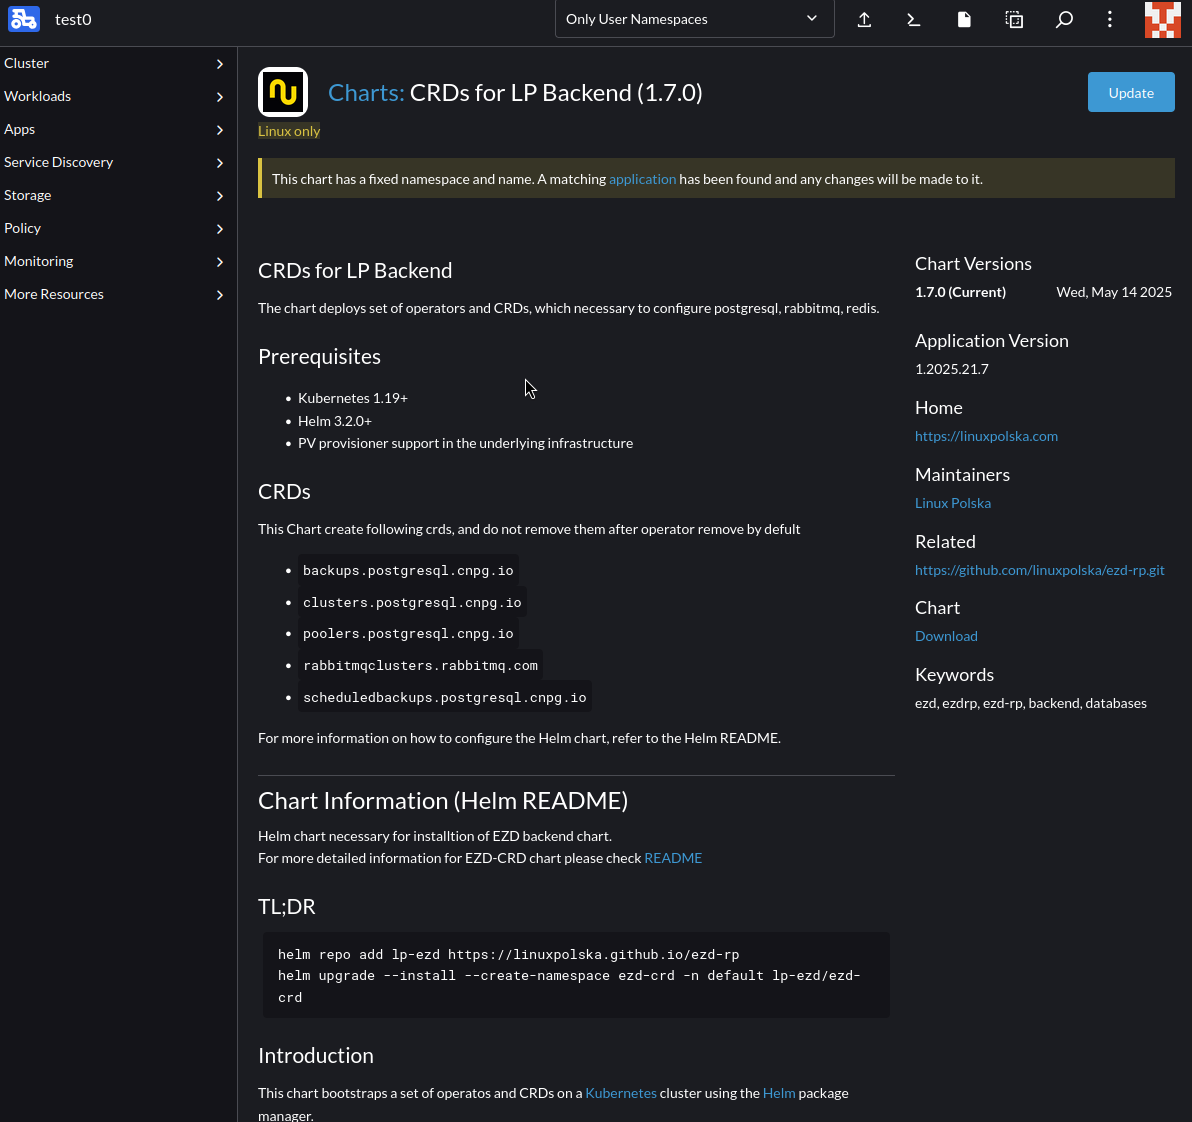 test0
Only User Namespaces
Cluster
Workloads
Apps
Service Discovery
Storage
Policy
Monitoring
More Resources
Charts: CRDs for LP Backend (1.7.0)
Update
Linux only
This chart has a fixed namespace and name. A matching application has been found and any changes will be made to it.
CRDs for LP Backend
The chart deploys set of operators and CRDs, which necessary to configure postgresql, rabbitmq, redis.
Prerequisites
• Kubernetes 1.19+
• Helm 3.2.0+
• PV provisioner support in the underlying infrastructure
CRDs
This Chart create following crds, and do not remove them after operator remove by defult
• backups.postgresql.cnpg.io
• clusters.postgresql.cnpg.io
• poolers.postgresql.cnpg.io
• rabbitmqclusters.rabbitmq.com
• scheduledbackups.postgresql.cnpg.io
For more information on how to configure the Helm chart, refer to the Helm README.
Chart Information (Helm README)
Helm chart necessary for installtion of EZD backend chart.
For more detailed information for EZD-CRD chart please check README
TL;DR
helm repo add lp-ezd https://linuxpolska.github.io/ezd-rp
helm upgrade --install --create-namespace ezd-crd -n default lp-ezd/ezd-
crd
Introduction
This chart bootstraps a set of operatos and CRDs on a Kubernetes cluster using the Helm package
manager.
Chart Versions
1.7.0 (Current) Wed, May 14 2025
Application Version
1.2025.21.7
Home
https://linuxpolska.com
Maintainers
Linux Polska
Related
https://github.com/linuxpolska/ezd-rp.git
Chart
Download
Keywords
ezd, ezdrp, ezd-rp, backend, databases